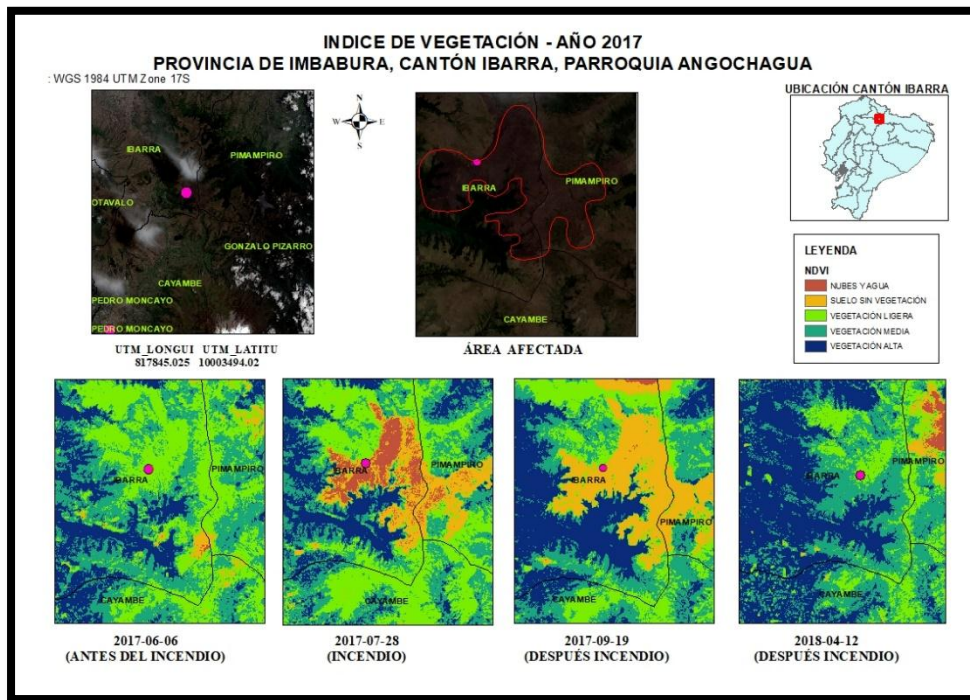 INDICE DE VEGETACIÓN - AÑO 2017
PROVINCIA DE IMBABURA, CANTÓN IBARRA, PARROQUIA ANGOCHAGUA
: WGS 1984 UTM Zone 17S
N
W E
S
UBICACIÓN CANTÓN IBARRA
IBARRA
PIMAMPIRO
OTAVALO
GONZALO PIZARRO
CAYAMBE
PEDRO MONCAYO
PEDRO MONCAYO
IBARRA
PIMAMPIRO
CAYAMBE
LEYENDA
NDVI
NUBES Y AGUA
SUELO SIN VEGETACIÓN
VEGETACIÓN LIGERA
VEGETACIÓN MEDIA
VEGETACIÓN ALTA
UTM_LONGUI UTM_LATITU
817845.025 10003494.02
ÁREA AFECTADA
IBARRA
PIMAMPIRO
CAYAMBE
IBARRA
PIMAMPIRO
CAYAMBE
IBARRA
PIMAMPIRO
CAYAMBE
IBARRA
PIMAMPIRO
CAYAMBE
2017-06-06
(ANTES DEL INCENDIO)
2017-07-28
(INCENDIO)
2017-09-19
(DESPUÉS INCENDIO)
2018-04-12
(DESPUÉS INCENDIO)